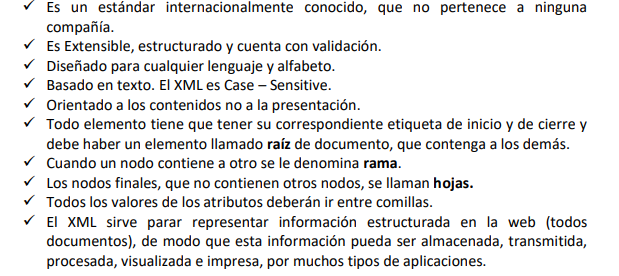 ✓ Es un estándar internacionalmente conocido, que no pertenece a ninguna
compañía.
✓ Es Extensible, estructurado y cuenta con validación.
✓ Diseñado para cualquier lenguaje y alfabeto.
✓ Basado en texto. El XML es Case – Sensitive.
✓ Orientado a los contenidos no a la presentación.
✓ Todo elemento tiene que tener su correspondiente etiqueta de inicio y de cierre y
debe haber un elemento llamado raíz de documento, que contenga a los demás.
✓ Cuando un nodo contiene a otro se le denomina rama.
✓ Los nodos finales, que no contienen otros nodos, se llaman hojas.
✓ Todos los valores de los atributos deberán ir entre comillas.
✓ El XML sirve parar representar información estructurada en la web (todos
documentos), de modo que esta información pueda ser almacenada, transmitida,
procesada, visualizada e impresa, por muchos tipos de aplicaciones.